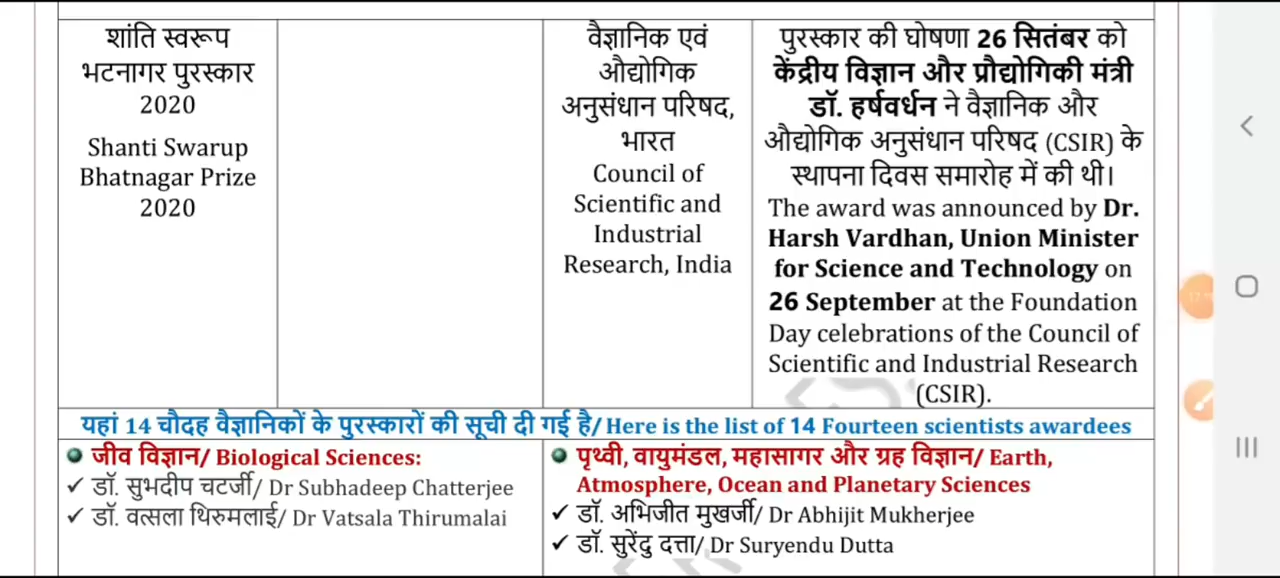 शांति स्वरूप
भटनागर पुरस्कार
2020
Shanti Swarup
Bhatnagar Prize
2020
वैज्ञानिक एवं
औद्योगिक
अनुसंधान परिषद,
भारत
Council of
Scientific and
Industrial
Research, India
पुरस्कार की घोषणा 26 सितंबर को
केंद्रीय विज्ञान और प्रौद्योगिकी मंत्री
डॉ. हर्षवर्धन ने वैज्ञानिक और
औद्योगिक अनुसंधान परिषद (CSIR) के
स्थापना दिवस समारोह में की थी।
The award was announced by Dr.
Harsh Vardhan, Union Minister
for Science and Technology on
26 September at the Foundation
Day celebrations of the Council of
Scientific and Industrial Research
(CSIR).
यहां 14 चौदह वैज्ञानिकों के पुरस्कारों की सूची दी गई है/ Here is the list of 14 Fourteen scientists awardees
जीव विज्ञान/ Biological Sciences:
✓ डॉ. सुभदीप चटर्जी/ Dr Subhadeep Chatterjee
✓ डॉ. वत्सला थिरुमलाई/ Dr Vatsala Thirumalai
पृथ्वी, वायुमंडल, महासागर और ग्रह विज्ञान/ Earth,
Atmosphere, Ocean and Planetary Sciences
✓ डॉ. अभिजीत मुखर्जी/ Dr Abhijit Mukherjee
✓ डॉ. सुरेंदु दत्ता/ Dr Suryendu Dutta